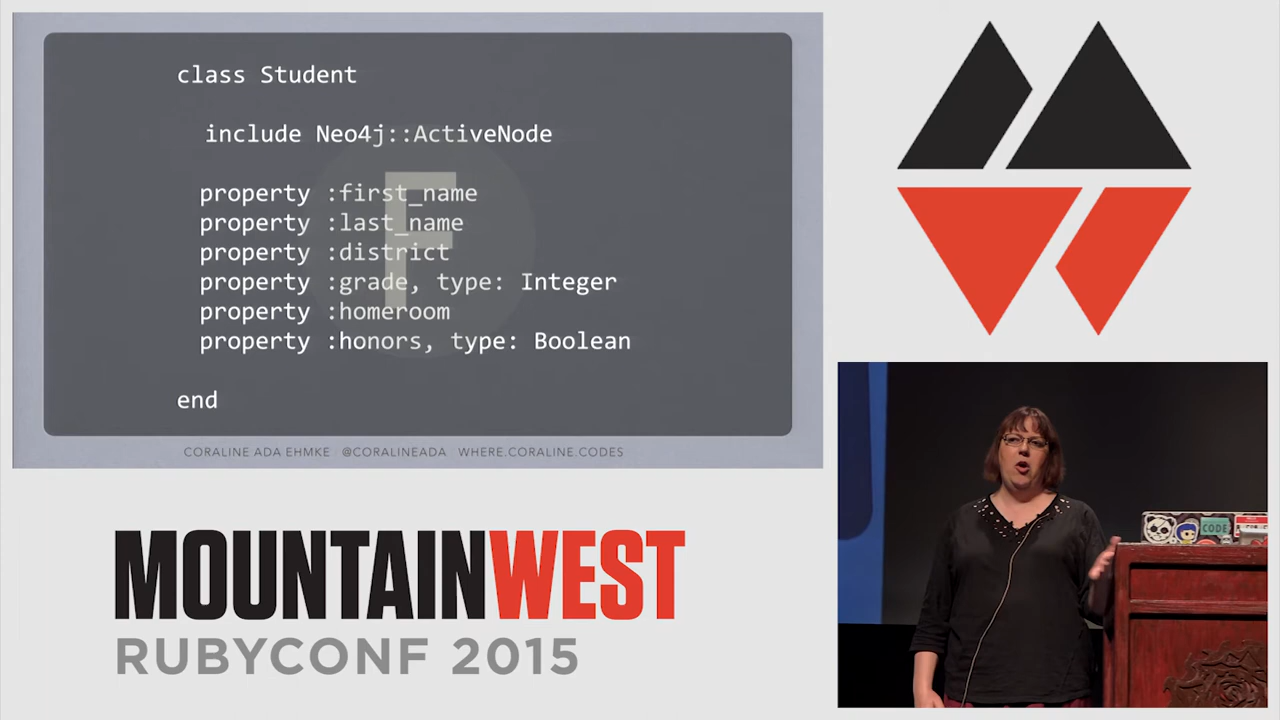 class Student
include Neo4j::ActiveNode
property :first_name
property :last_name
property :district
property :grade, type: Integer
property :homeroom
property :honors, type: Boolean
end
F
CORALINE ADA EHMKE @CORALINEADA WHERE.CORALINE.CODES
MOUNTAINWEST
RUBYCONF 2015
CODE